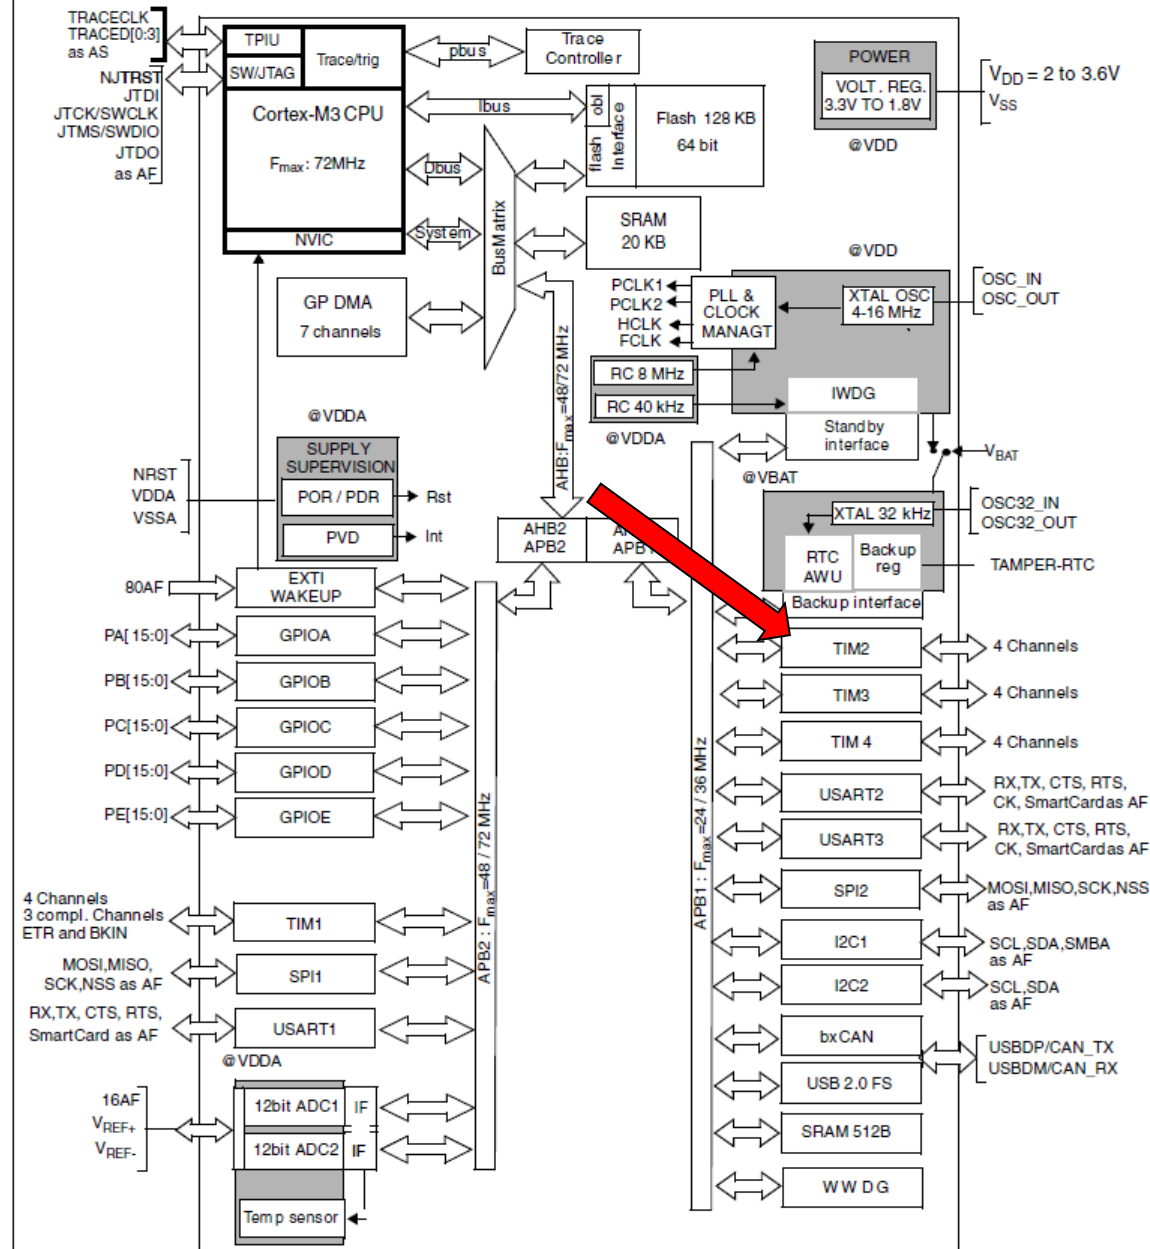 TRACECLK
TRACED[0:3]
as AS
NJTRST
JTDI
JTCK/SWCLK
JTMS/SWDIO
JTDO
as AF
TPIU
SW/JTAG
Trace/trig
Cortex-M3 CPU
Fmax: 72MHz
NVIC
pbus
Trace
Controller
Ibus
Dbus
System
BusMatrix
obl
flash
Interface
Flash 128 KB
64 bit
SRAM
20 KB
POWER
VOLT. REG.
3.3V TO 1.8V
@VDD
VDD = 2 to 3.6V
VSS
GP DMA
7 channels
AHB:Fmax=48/72 MHz
@VDD
PCLK1
PCLK2
HCLK
FCLK
PLL &
CLOCK
MANAGT
XTAL OSC
4-16 MHz
OSC_IN
OSC_OUT
RC 8 MHz
RC 40 kHz
@VDDA
IWDG
Standby
interface
@VBAT
VBAT
@VDDA
SUPPLY
SUPERVISION
POR / PDR
Rst
PVD
Int
NRST
VDDA
VSSA
AHB2
APB2
APB1
XTAL 32 kHz
OSC32_IN
OSC32_OUT
RTC
AWU
Backup
reg
TAMPER-RTC
Backup interface
80AF
EXTI
WAKEUP
PA[15:0]
GPIOA
PB[15:0]
GPIOB
PC[15:0]
GPIOC
PD[15:0]
GPIOD
PE[15:0]
GPIOE
4 Channels
3 compl. Channels
ETR and BKIN
TIM1
MOSI,MISO,
SCK,NSS as AF
SPI1
RX,TX, CTS, RTS,
SmartCard as AF
USART1
@VDDA
16AF
VREF+
VREF-
12bit ADC1
IF
12bit ADC2
IF
Temp sensor
APB2 : Fmax=48 / 72 MHz
APB1 : Fmax=24 / 36 MHz
TIM2
4 Channels
TIM3
4 Channels
TIM 4
4 Channels
USART2
RX,TX, CTS, RTS,
CK, SmartCard as AF
USART3
RX,TX, CTS, RTS,
CK, SmartCard as AF
SPI2
MOSI,MISO,SCK,NSS
as AF
I2C1
SCL,SDA,SMBA
as AF
I2C2
SCL,SDA
as AF
bxCAN
USBDP/CAN_TX
USBDM/CAN_RX
USB 2.0 FS
SRAM 512B
WWDG